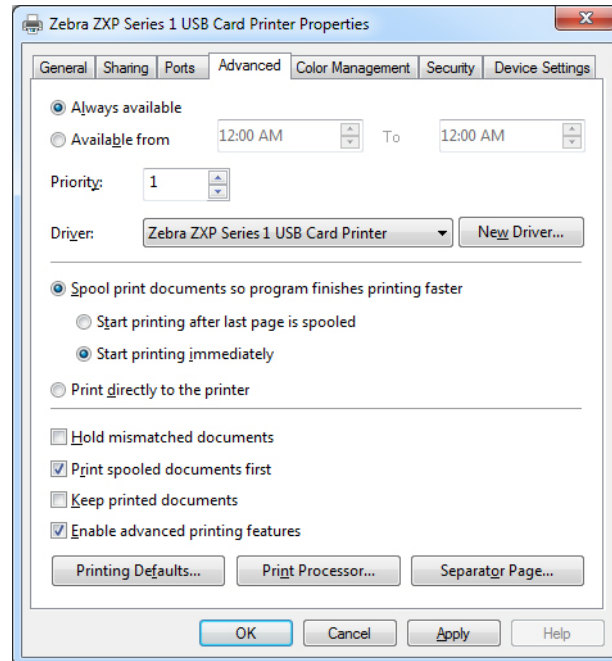 Zebra ZXP Series 1 USB Card Printer Properties
General Sharing Ports Advanced Color Management Security Device Settings
Always available
Available from 12:00 AM To 12:00 AM
Priority: 1
Driver: Zebra ZXP Series 1 USB Card Printer New Driver...
Spool print documents so program finishes printing faster
Start printing after last page is spooled
Start printing immediately
Print directly to the printer
Hold mismatched documents
Print spooled documents first
Keep printed documents
Enable advanced printing features
Printing Defaults... Print Processor... Separator Page...
OK Cancel Apply Help